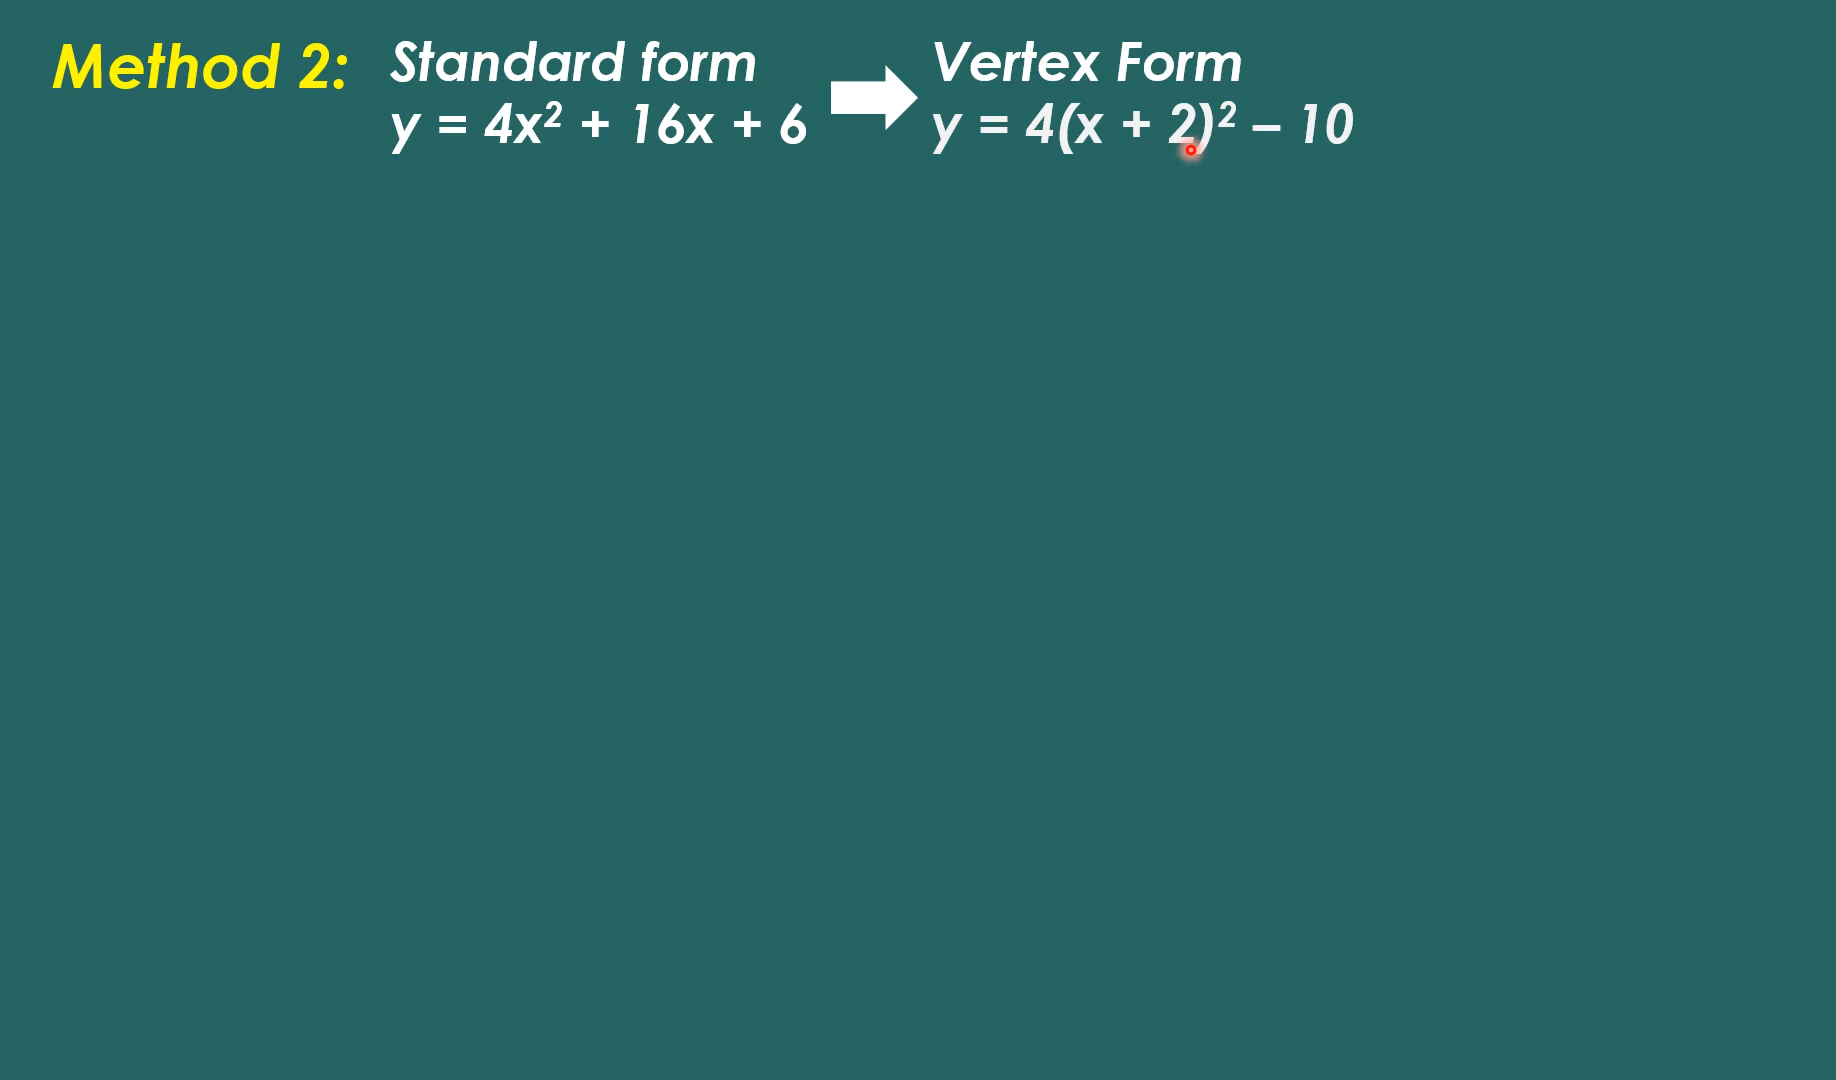 Method 2:
Standard form
y = 4x² + 16x + 6
Vertex Form
y = 4(x + 2)² – 10